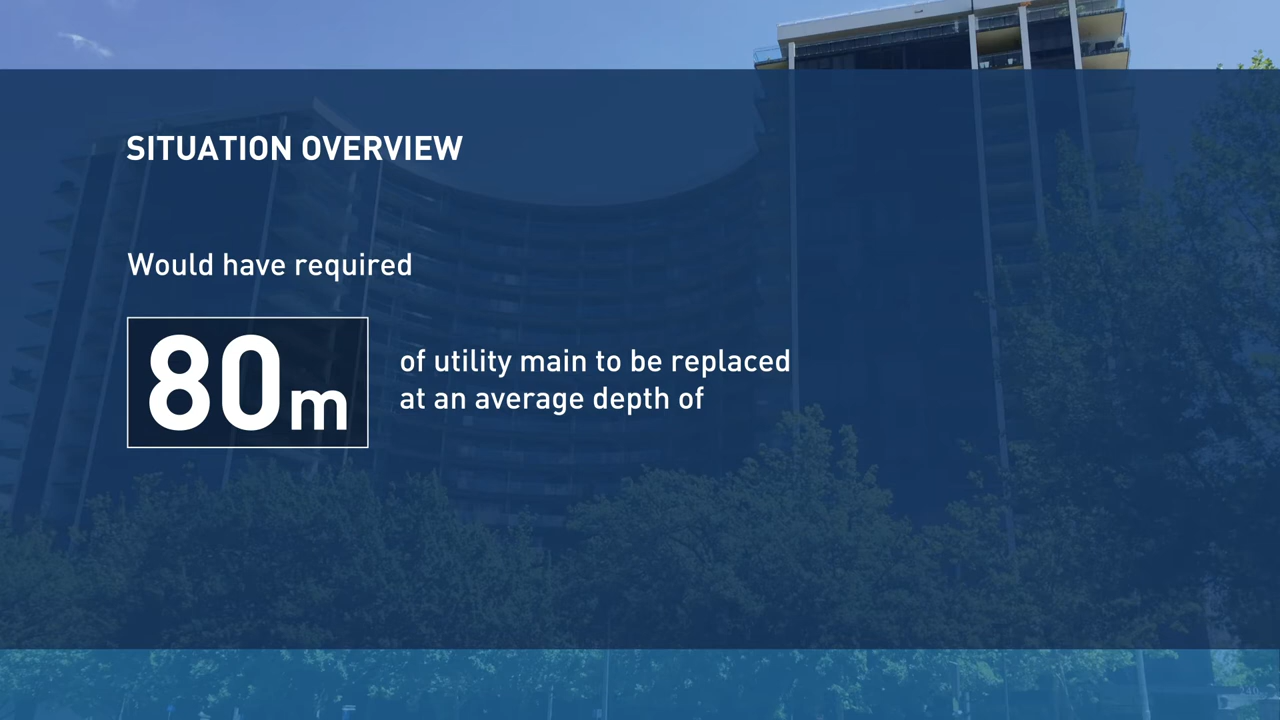 SITUATION OVERVIEW
Would have required
80m
of utility main to be replaced
at an average depth of